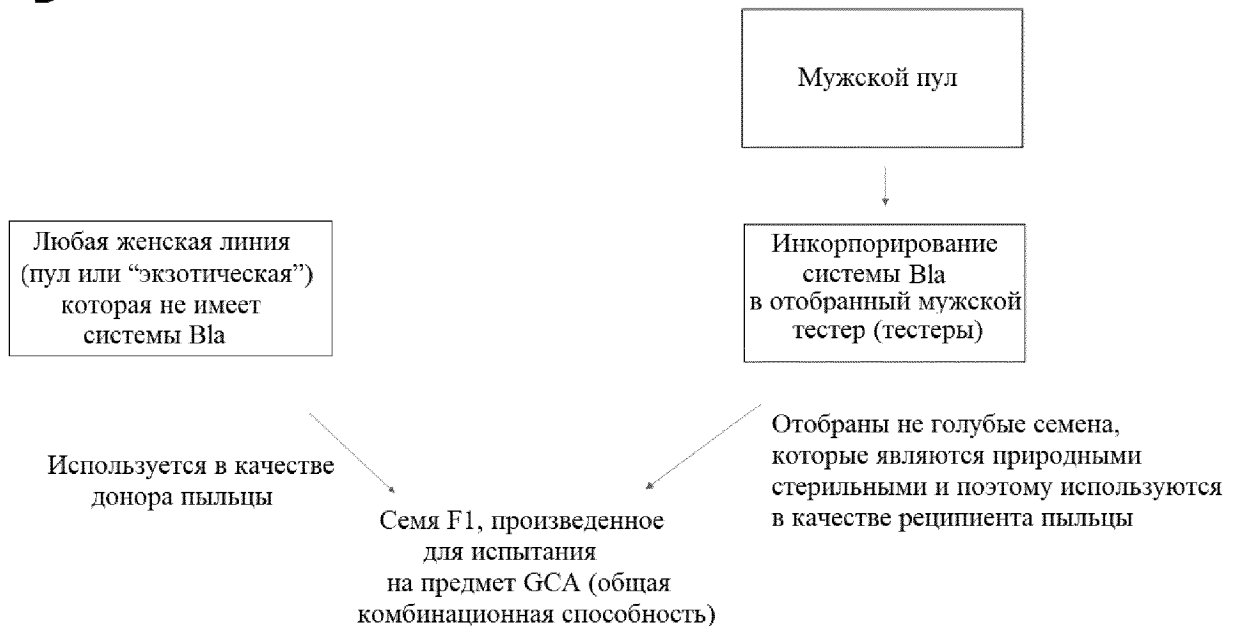 Мужской пул
Любая женская линия
(пул или “экзотическая”)
которая не имеет
системы Bla
Инкорпорирование
системы Bla
в отобранный мужской
тестер (тестеры)
Используется в качестве
донора пыльцы
Отобраны не голубые семена,
которые являются природными
стерильными и поэтому используются
в качестве реципиента пыльцы
Семя F1, произведенное
для испытания
на предмет GCA (общая
комбинационная способность)